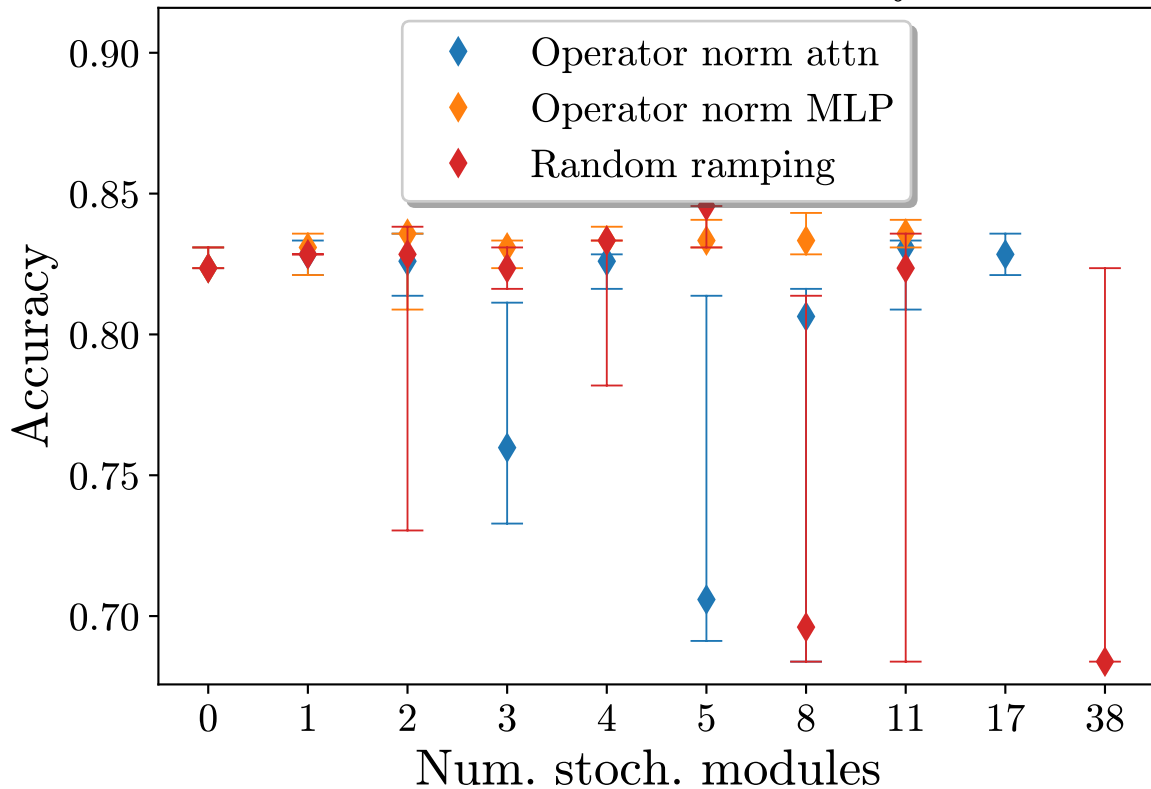 Operator norm attn
Operator norm MLP
Random ramping
0.90
0.85
0.80
0.75
0.70
Accuracy
0 1 2 3 4 5 8 11 17 38
Num. stoch. modules